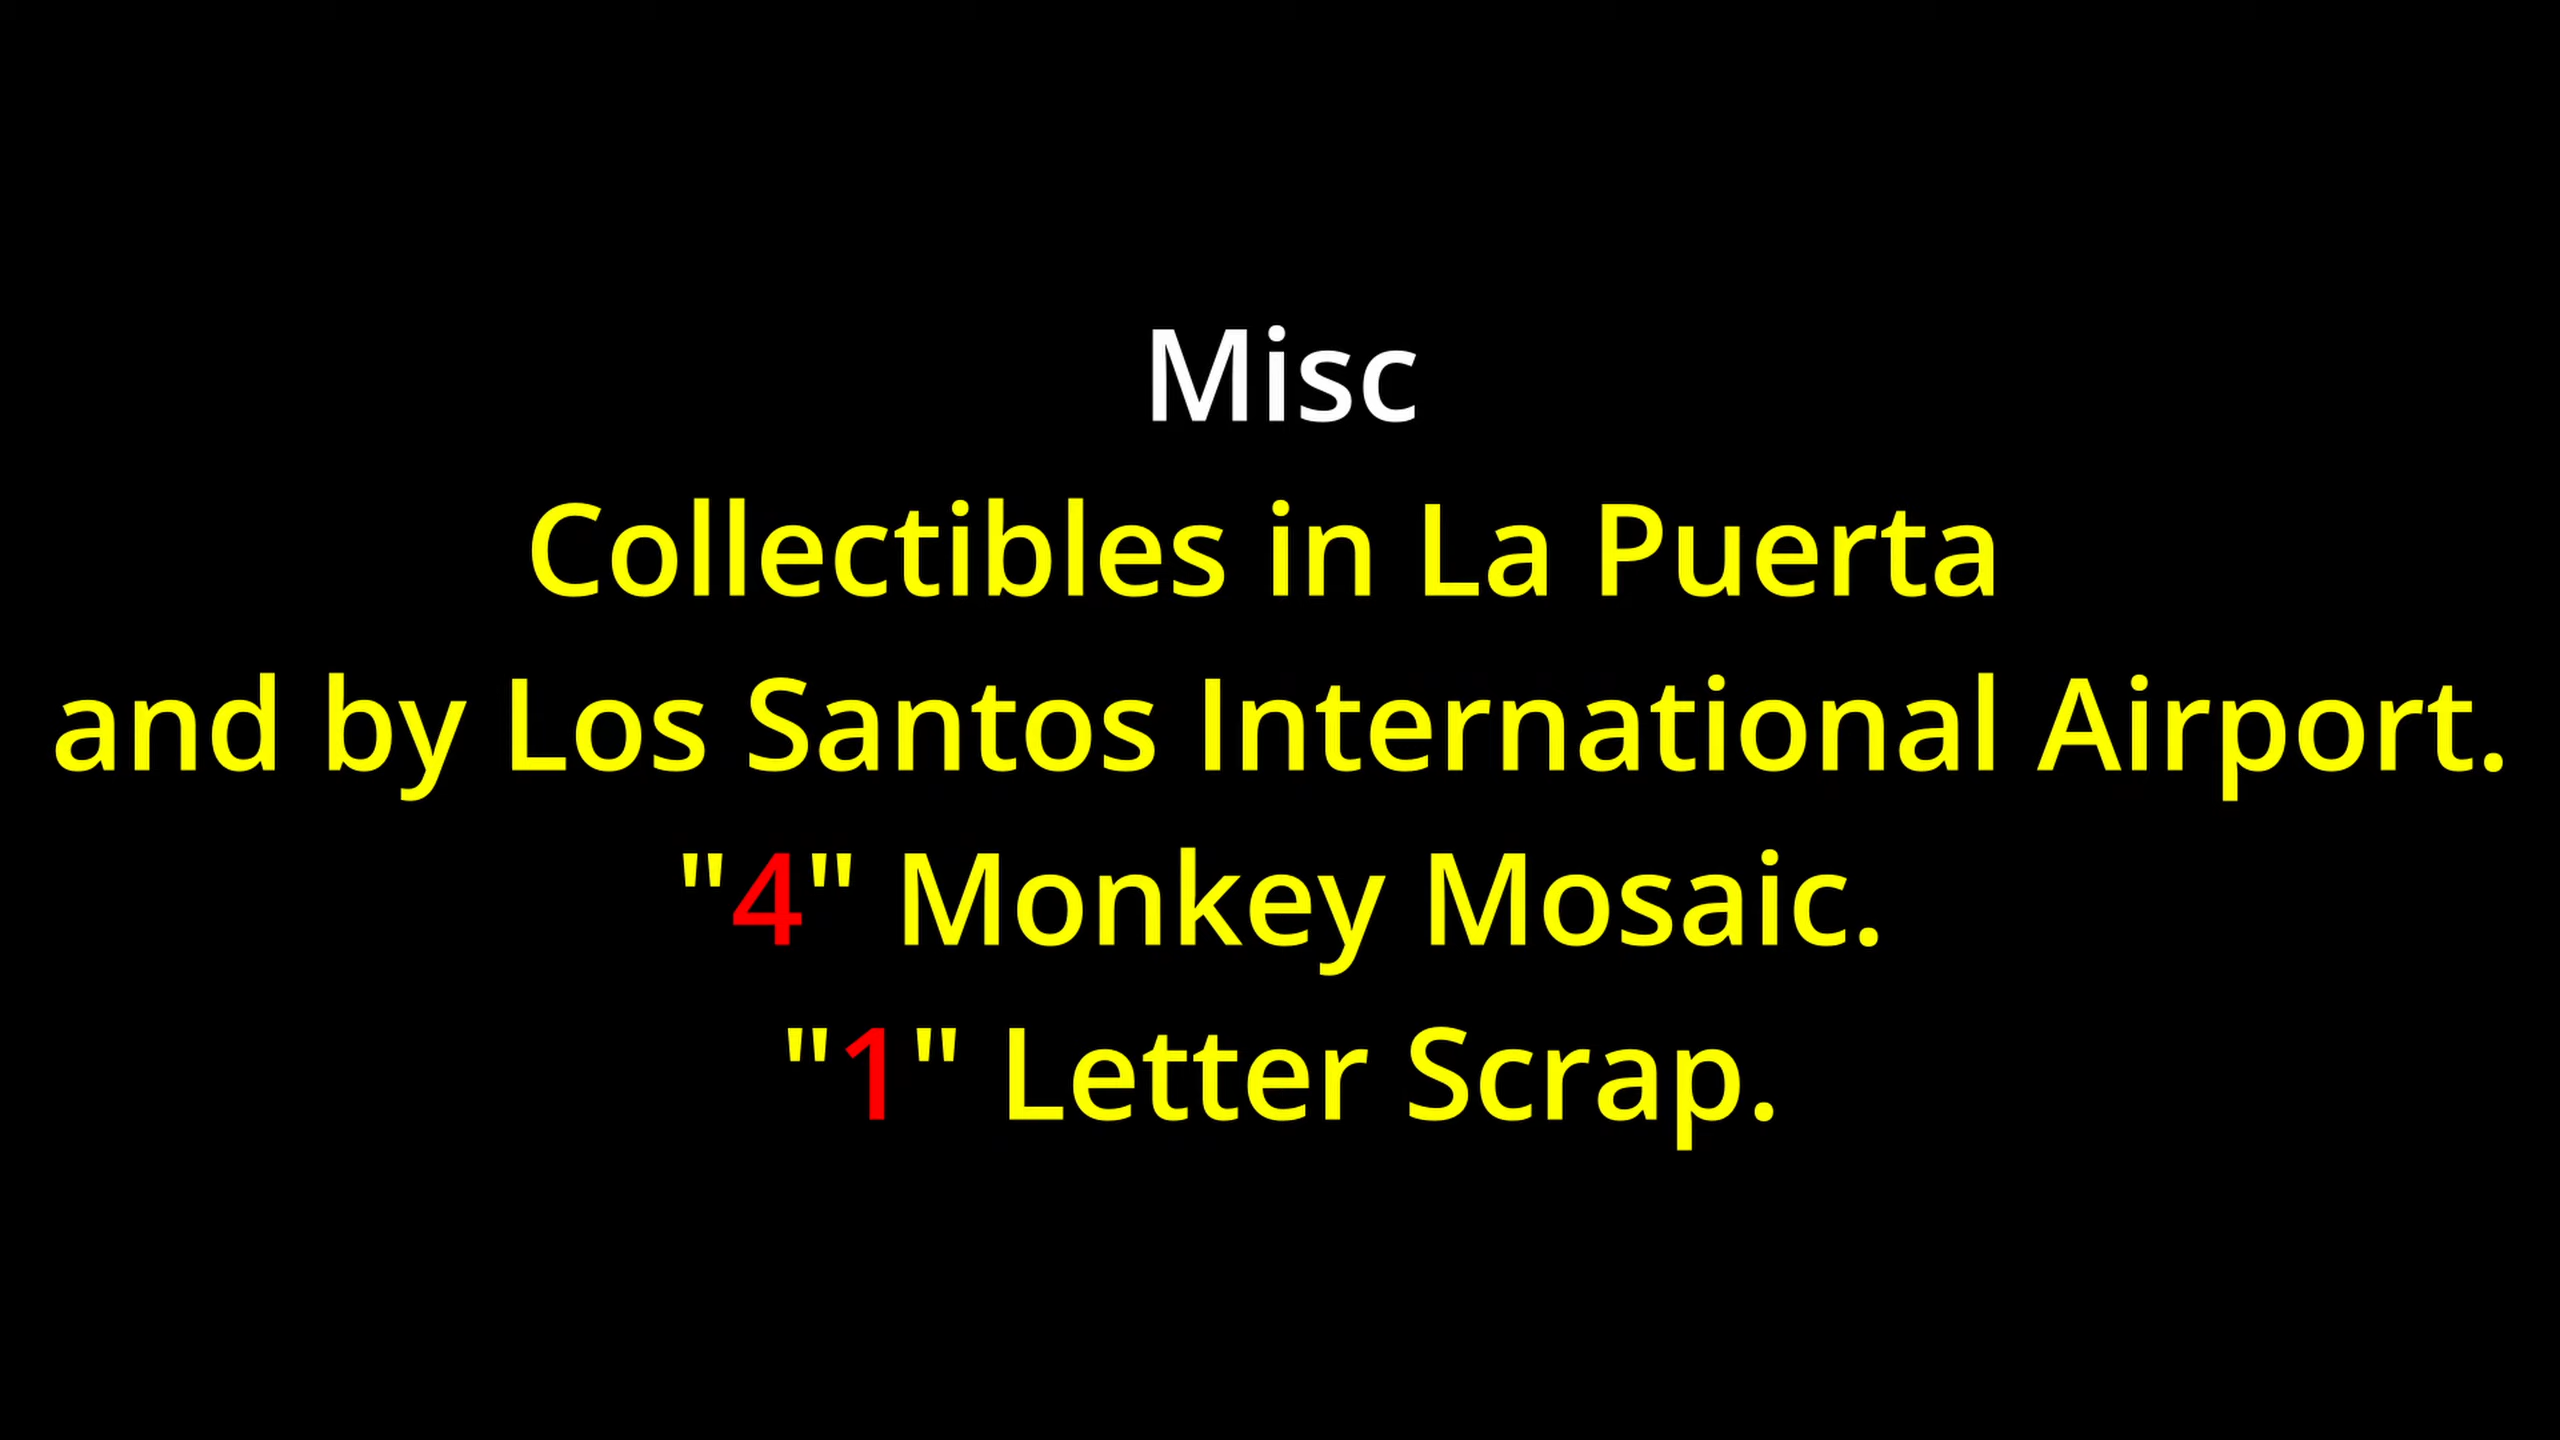 Misc
Collectibles in La Puerta
and by Los Santos International Airport.
"4" Monkey Mosaic.
"1" Letter Scrap.